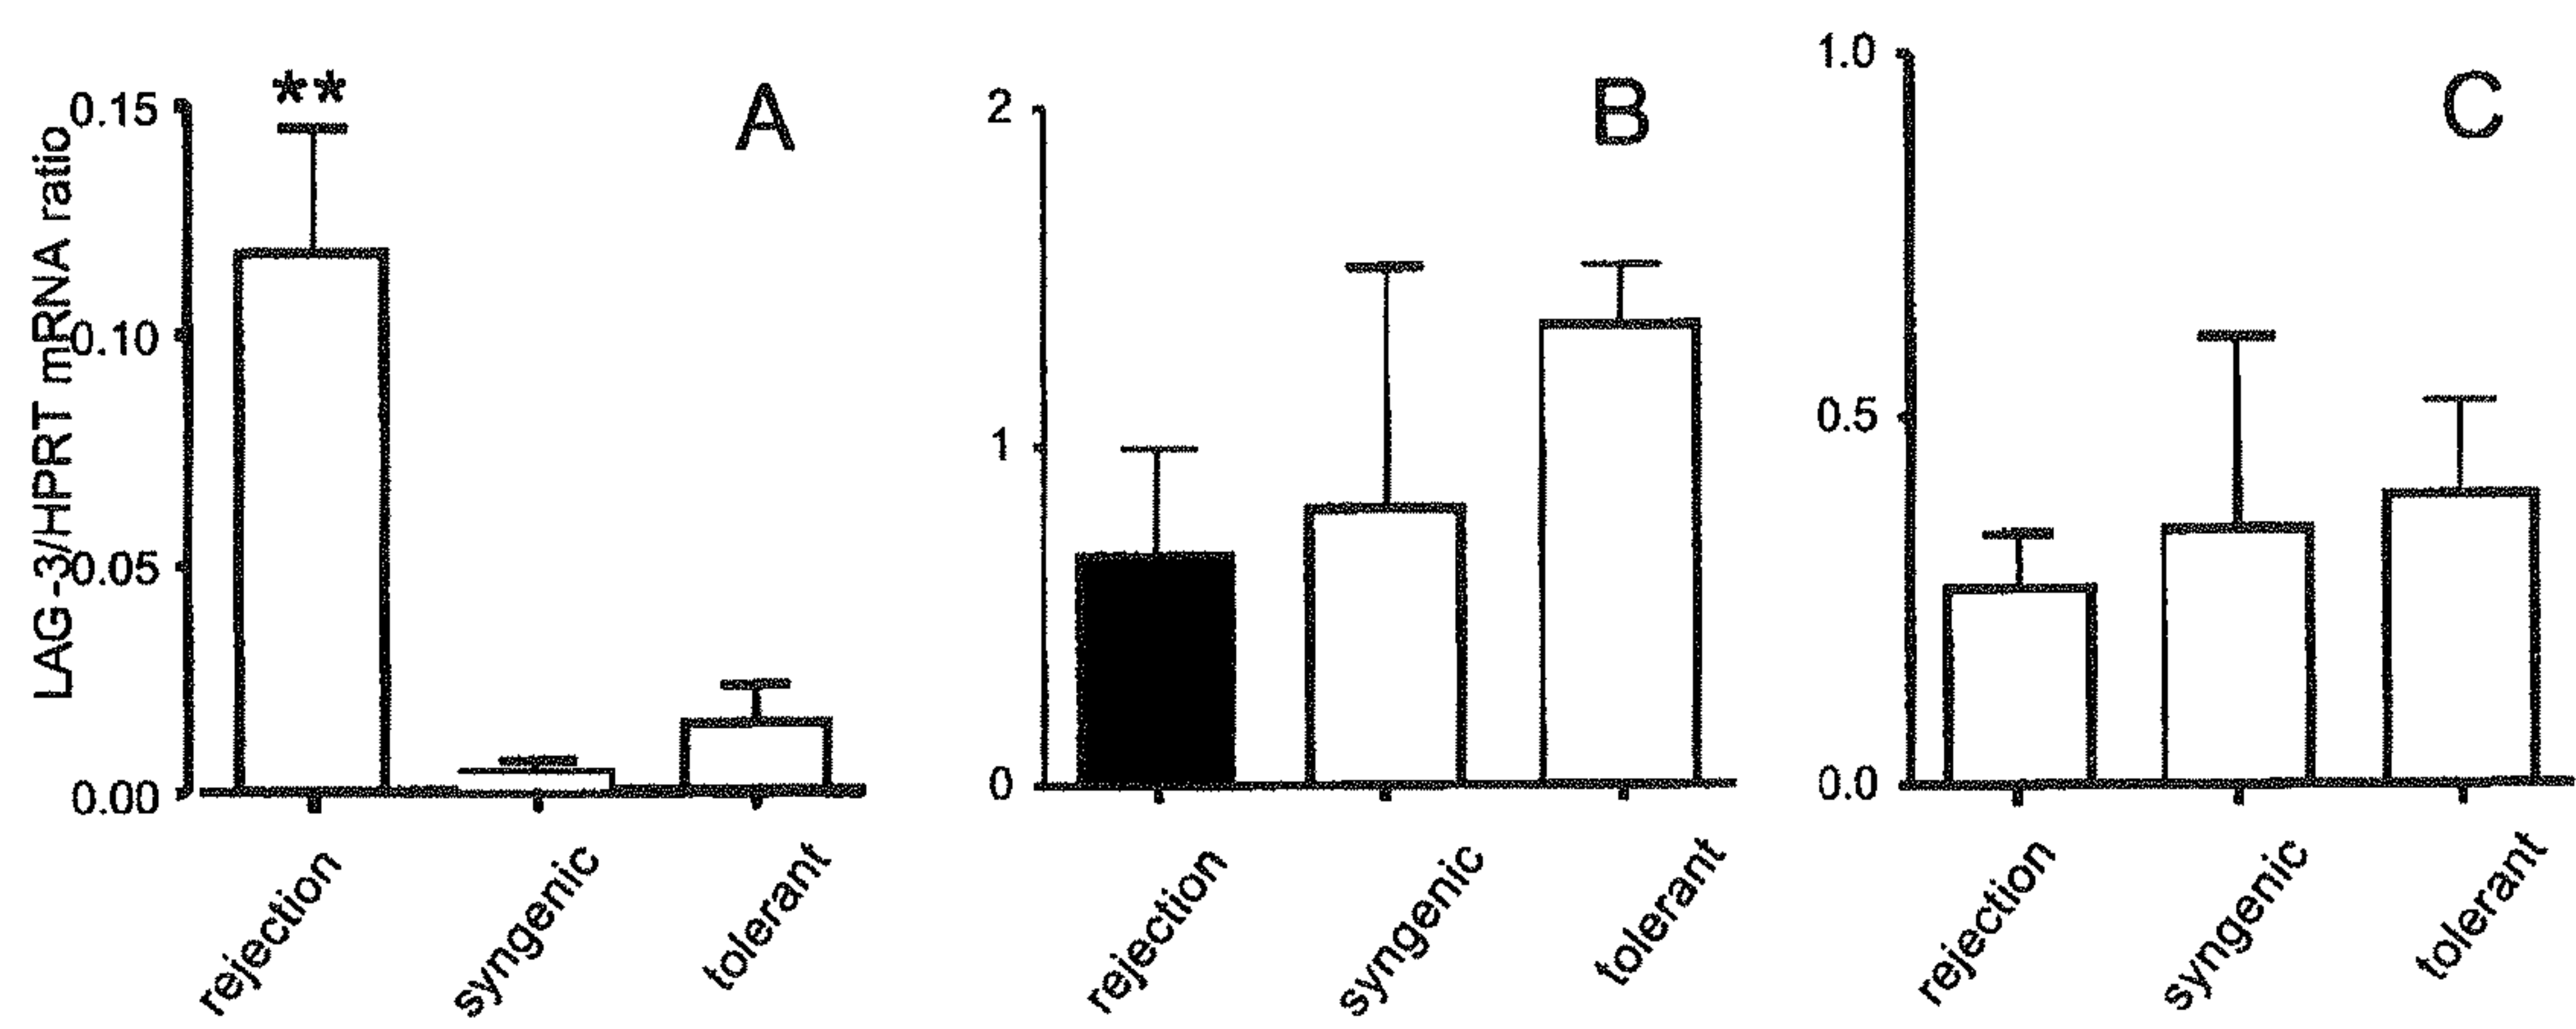 LAG-3/HPRT mRNA ratio
**
A
0.15
0.10
0.05
0.00
rejection
syngenic
tolerant
B
2
1
0
rejection
syngenic
tolerant
C
1.0
0.5
0.0
rejection
syngenic
tolerant